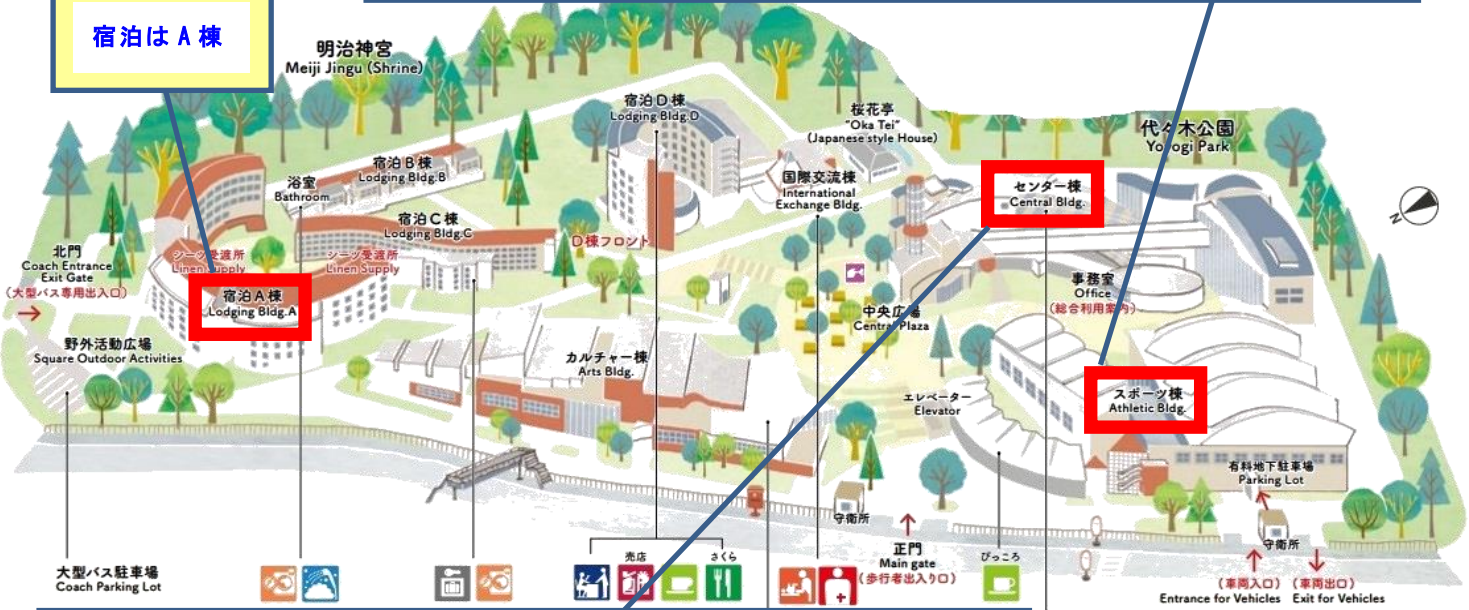 宿泊は A 棟
明治神宮
Meiji Jingu (Shrine)
宿泊D棟
Lodging Bldg.D
桜花亭
"Oka Tei"
(Japanese style House)
代々木公園
Yoyogi Park
宿泊B棟
Lodging Bldg.B
浴室
Bathroom
国際交流棟
International
Exchange Bldg.
センター棟
Central Bldg.
宿泊C棟
Lodging Bldg.C
D棟フロント
北門
Coach Entrance
Exit Gate
(大型バス専用出入口)
シーツ受渡所
Linen Supply
シーツ受渡所
Linen Supply
宿泊A棟
Lodging Bldg.A
事務室
Office
(総合利用案内)
中央広場
Central Plaza
野外活動広場
Square Outdoor Activities
カルチャー棟
Arts Bldg.
エレベーター
Elevator
スポーツ棟
Athletic Bldg.
有料地下駐車場
Parking Lot
守衛所
守衛所
大型バス駐車場
Coach Parking Lot
売店
さくら
正門
Main gate
(歩行者出入り口)
ぴっころ
(車両入口)
Entrance for Vehicles
(車両出口)
Exit for Vehicles
N